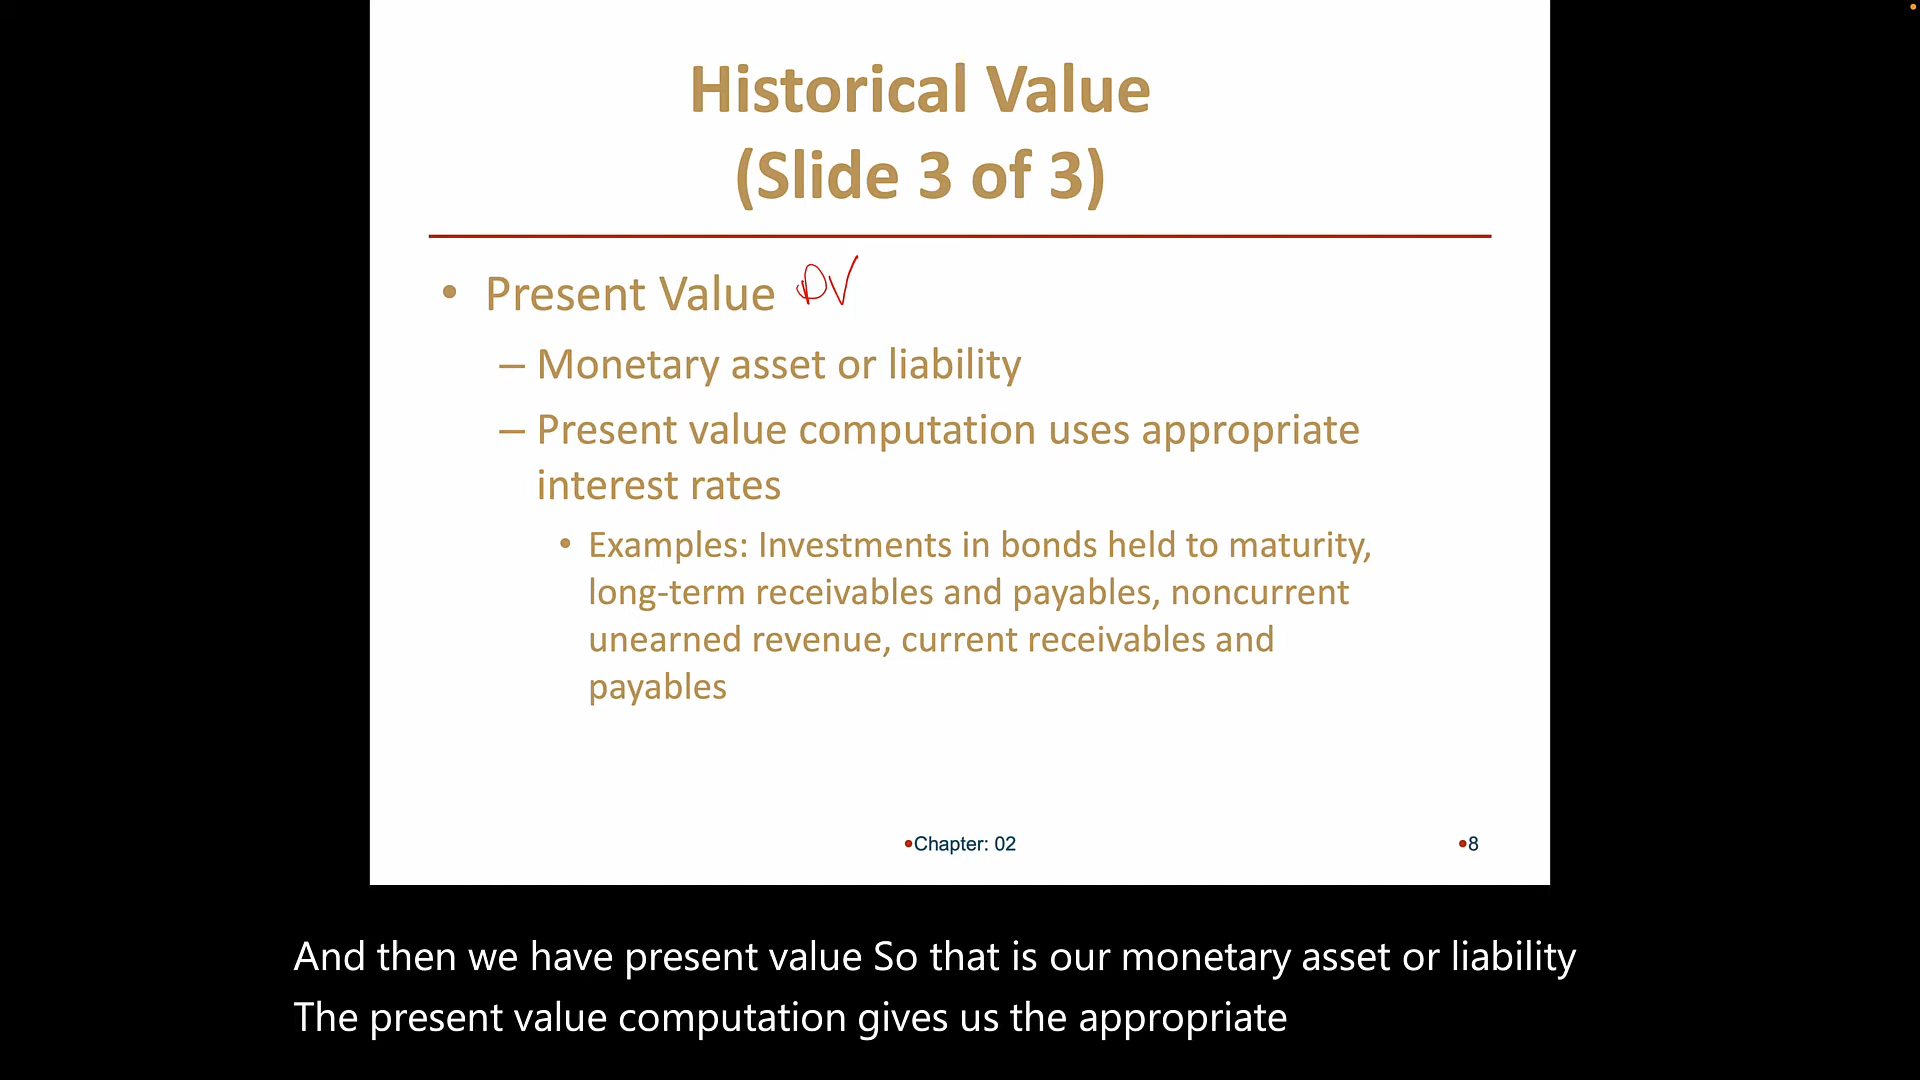 Historical Value
(Slide 3 of 3)
• Present Value PV
– Monetary asset or liability
– Present value computation uses appropriate
interest rates
• Examples: Investments in bonds held to maturity,
long-term receivables and payables, noncurrent
unearned revenue, current receivables and
payables
•Chapter: 02
•8
And then we have present value So that is our monetary asset or liability
The present value computation gives us the appropriate